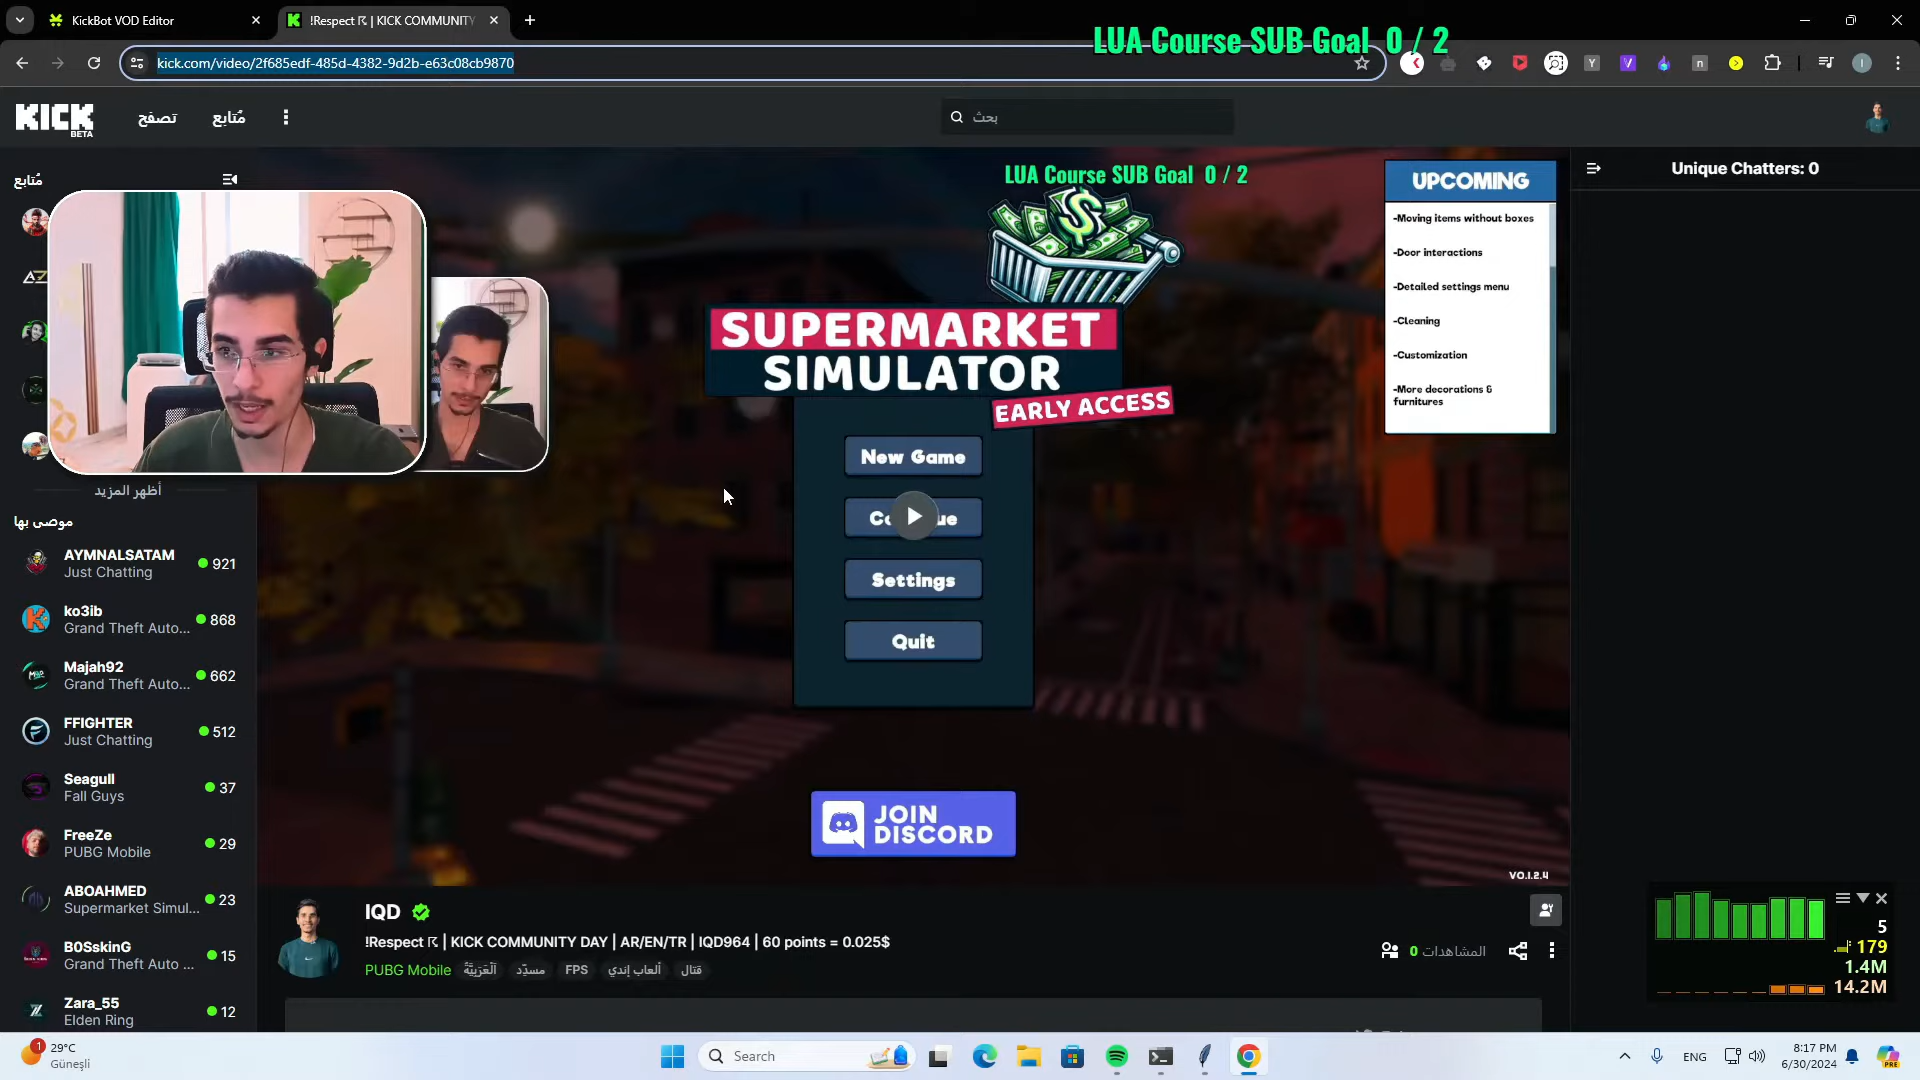 KickBot VOD Editor
!Respect ☈ | KICK COMMUNITY
LUA Course SUB Goal 0 / 2
kick.com/video/2f685edf-485d-4382-9d2b-e63c08cb9870
KICK
BETA
تصفح
مُتابع
بحث
مُتابع
Unique Chatters: 0
LUA Course SUB Goal 0 / 2
UPCOMING
-Moving items without boxes
-Door interactions
-Detailed settings menu
-Cleaning
-Customization
-More decorations &
furnitures
SUPERMARKET
SIMULATOR
EARLY ACCESS
New Game
Settings
Quit
JOIN
DISCORD
V0.1.2.4
أظهر المزيد
موصى بها
AYMNALSATAM
Just Chatting
921
ko3ib
Grand Theft Auto...
868
Majah92
Grand Theft Auto...
662
FFIGHTER
Just Chatting
512
Seagull
Fall Guys
37
FreeZe
PUBG Mobile
29
ABOAHMED
Supermarket Simul...
23
B0SskinG
Grand Theft Auto ...
15
Zara_55
Elden Ring
12
IQD
!Respect ☈ | KICK COMMUNITY DAY | AR/EN/TR | IQD964 | 60 points = 0.025$
PUBG Mobile
اَلْعَرَبِيَّةُ
مسدّد
FPS
ألعاب إندي
قتال
0 المشاهدات
5
179
1.4M
14.2M
1
29°C
Güneşli
Search
ENG
8:17 PM
6/30/2024